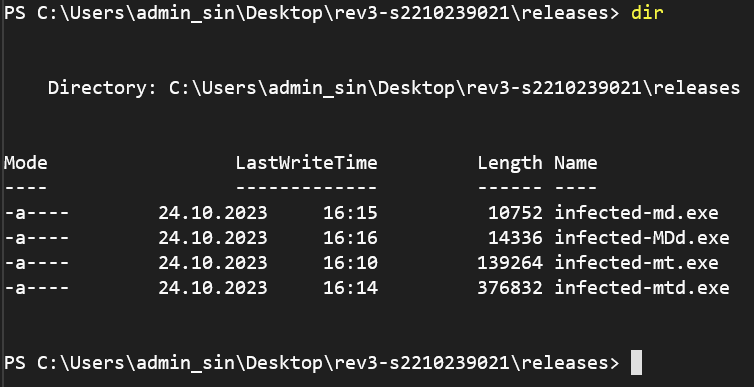 PS C:\Users\admin_sin\Desktop\rev3-s2210239021\releases> dir
Directory: C:\Users\admin_sin\Desktop\rev3-s2210239021\releases
Mode LastWriteTime Length Name
---- ------------- ------ ----
-a---- 24.10.2023 16:15 10752 infected-md.exe
-a---- 24.10.2023 16:16 14336 infected-MDd.exe
-a---- 24.10.2023 16:10 139264 infected-mt.exe
-a---- 24.10.2023 16:14 376832 infected-mtd.exe
PS C:\Users\admin_sin\Desktop\rev3-s2210239021\releases>